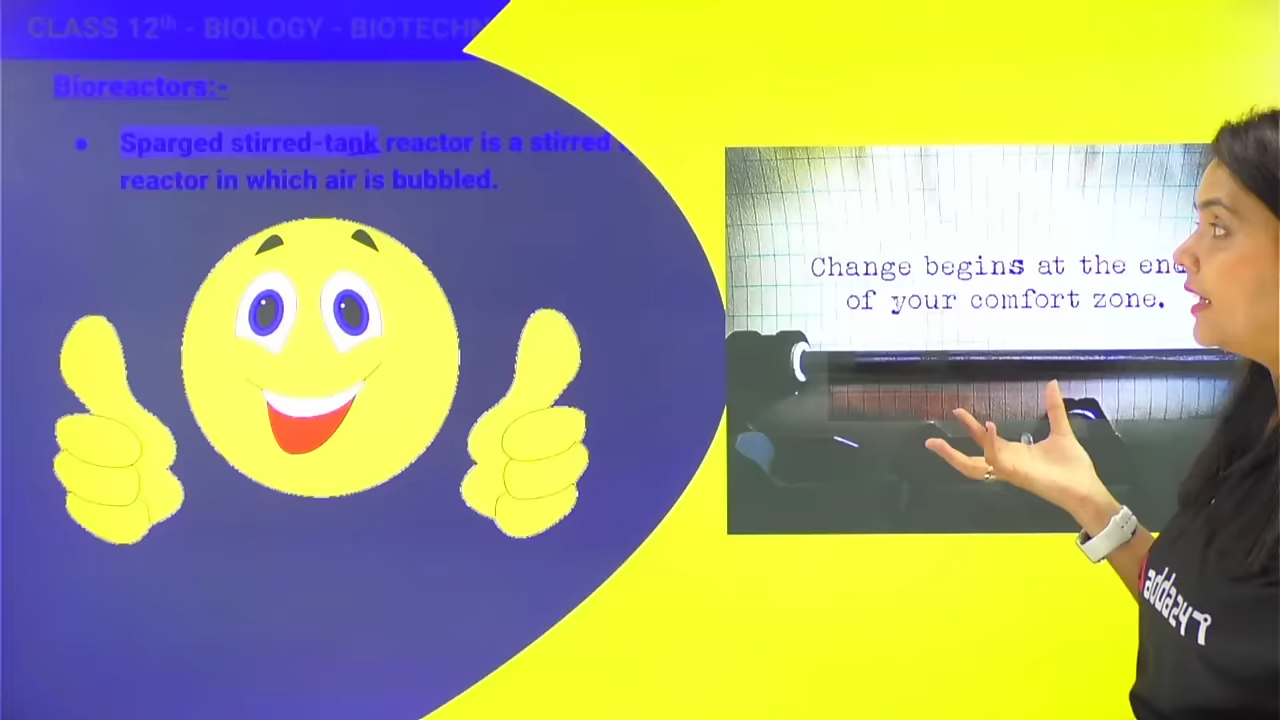 CLASS 12th - BIOLOGY - BIOTECHN
Bioreactors:-
• Sparged stirred-tank reactor is a stirred
reactor in which air is bubbled.
Change begins at the end
of your comfort zone.
adda247